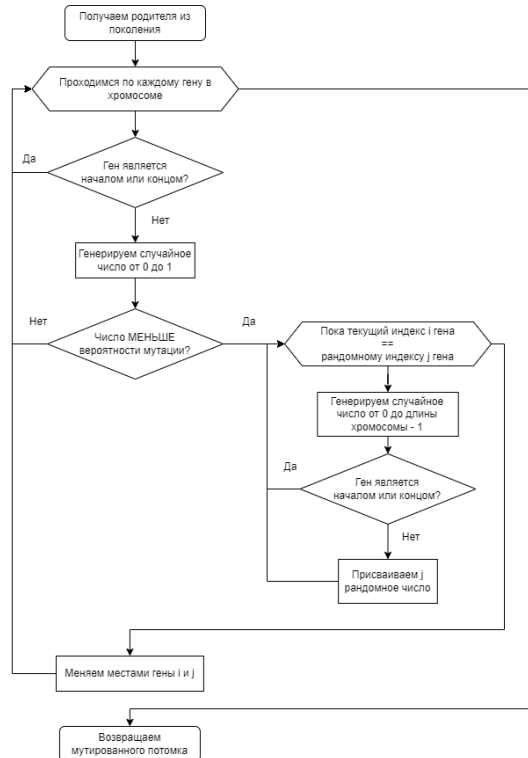 Получаем родителя из
поколения
Проходимся по каждому гену в
хромосоме
Да
Ген является
началом или концом?
Нет
Генерируем случайное
число от 0 до 1
Нет
Число МЕНЬШЕ
вероятности мутации?
Да
Пока текущий индекс i гена
==
рандомному индексу j гена
Генерируем случайное
число от 0 до длины
хромосомы - 1
Да
Ген является
началом или концом?
Нет
Присваиваем j
рандомное число
Меняем местами гены i и j
Возвращаем
мутированного потомка